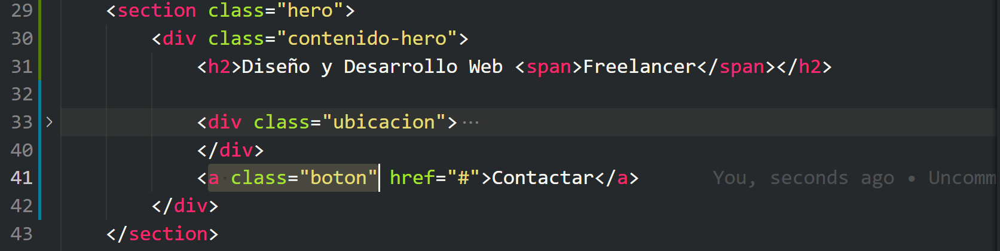 29 <section class="hero">
30 <div class="contenido-hero">
31 <h2>Diseño y Desarrollo Web <span>Freelancer</span></h2>
32
33 > <div class="ubicacion"> ···
40 </div>
41 <a class="boton" href="#">Contactar</a> You, seconds ago • Uncomm
42 </div>
43 </section>